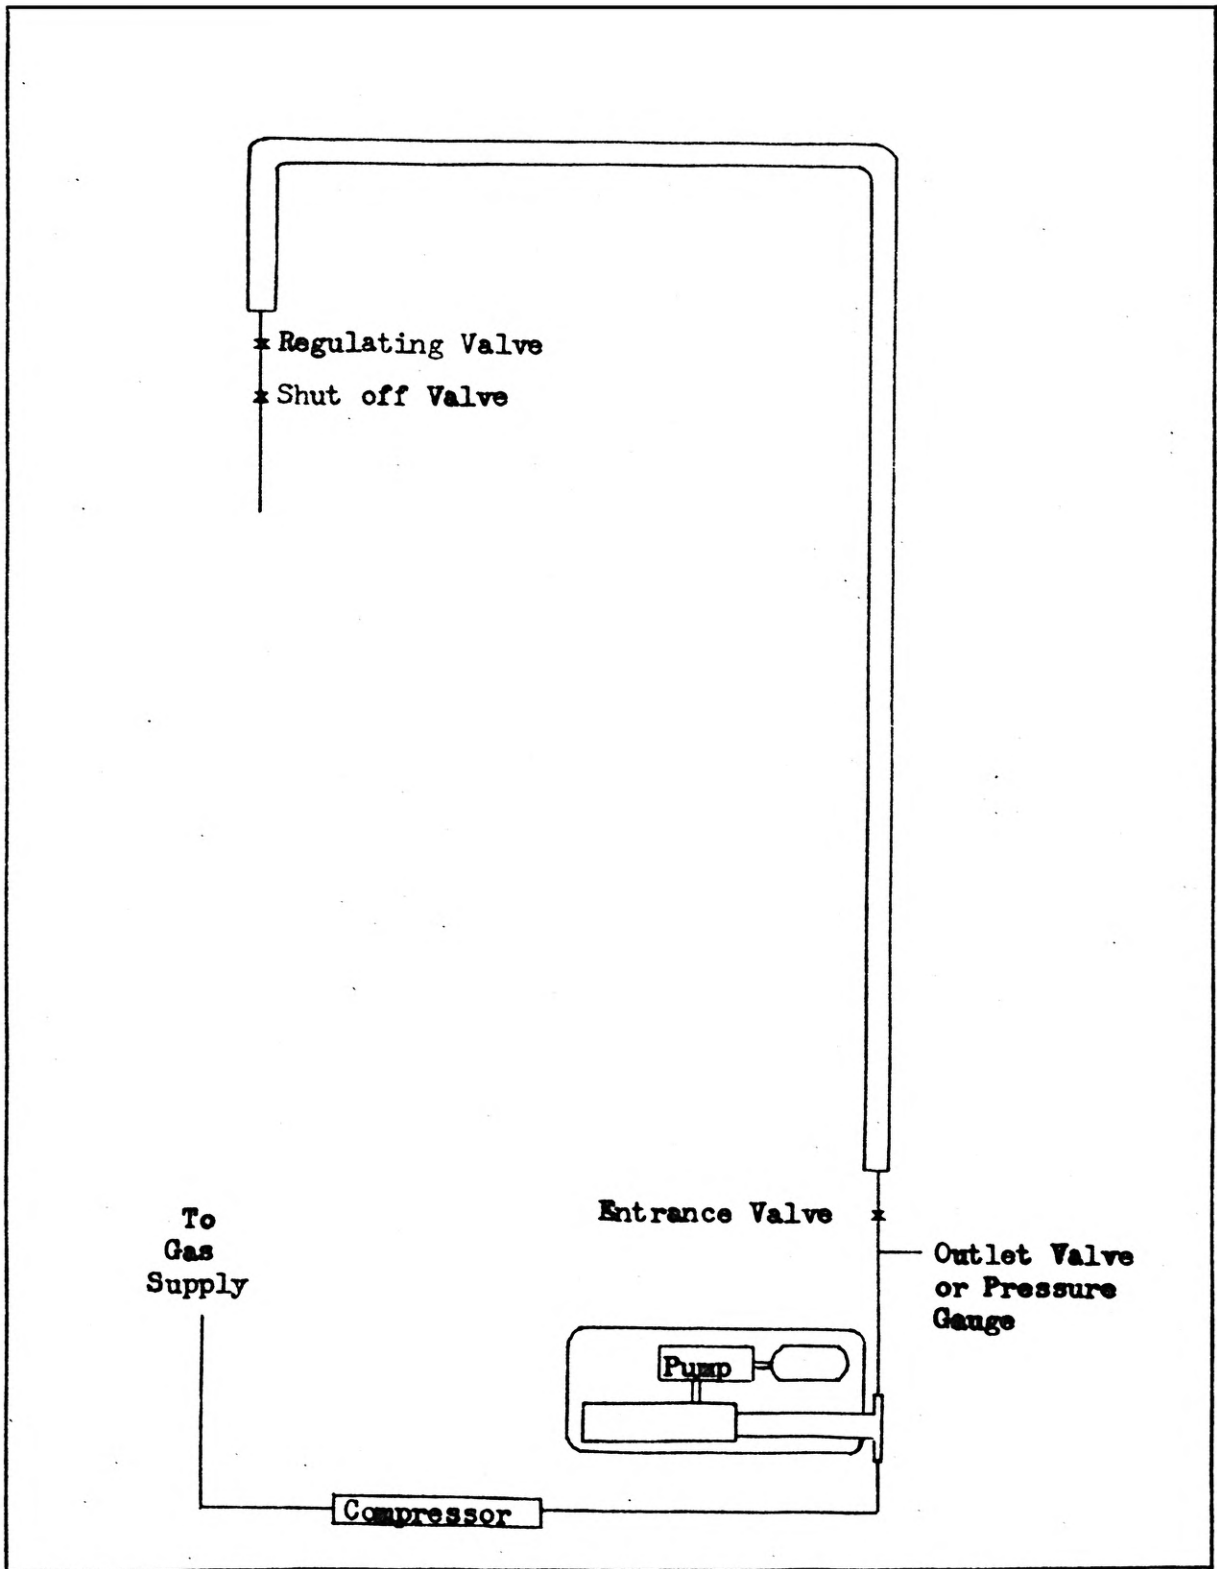 Regulating Valve
Shut off Valve
Entrance Valve
To
Gas
Supply
Outlet Valve
or Pressure
Gauge
Pump
Compressor